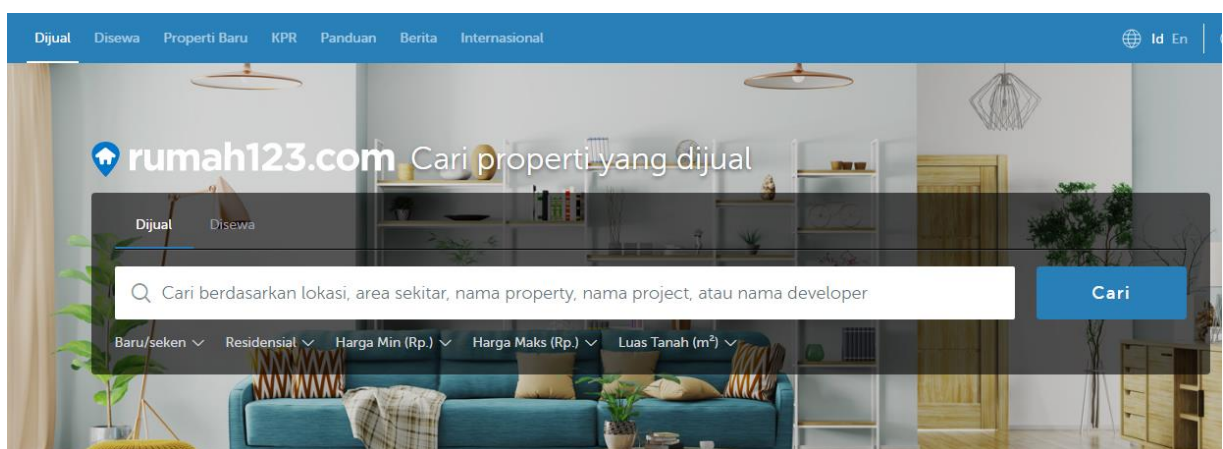 Dijual Disewa Properti Baru KPR Panduan Berita Internasional Id En
rumah123.com Cari properti yang dijual
Dijual Disewa
Cari berdasarkan lokasi, area sekitar, nama property, nama project, atau nama developer Cari
Baru/seken Residensial Harga Min (Rp.) Harga Maks (Rp.) Luas Tanah (m²)